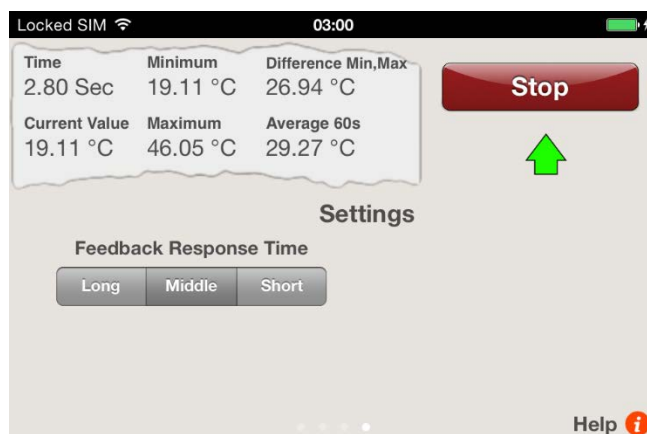 Locked SIM 03:00
Time Minimum Difference Min,Max
2.80 Sec 19.11 °C 26.94 °C
Current Value Maximum Average 60s
19.11 °C 46.05 °C 29.27 °C
Stop
Settings
Feedback Response Time
Long Middle Short
Help i